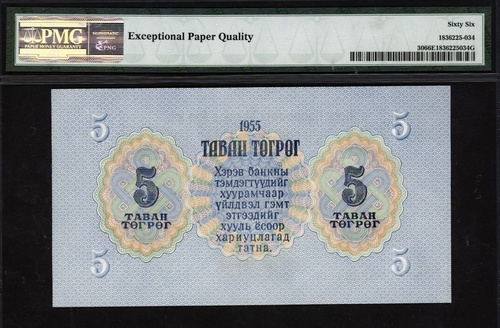 PMG
PAPER MONEY GUARANTY
PNG
Exceptional Paper Quality
Sixty Six
1836225-034
3066E1836225034G
5
5
1955
ТАВАН ТӨГРӨГ
Хэрэв банкны
тэмдэгтүүдийг
хуурамчаар
үйлдвэл гэмт
этгээдийг
хууль ёсоор
хариуцлагад
татна.
5
ТАВАН
ТӨГРӨГ
5
ТАВАН
ТӨГРӨГ
5
5